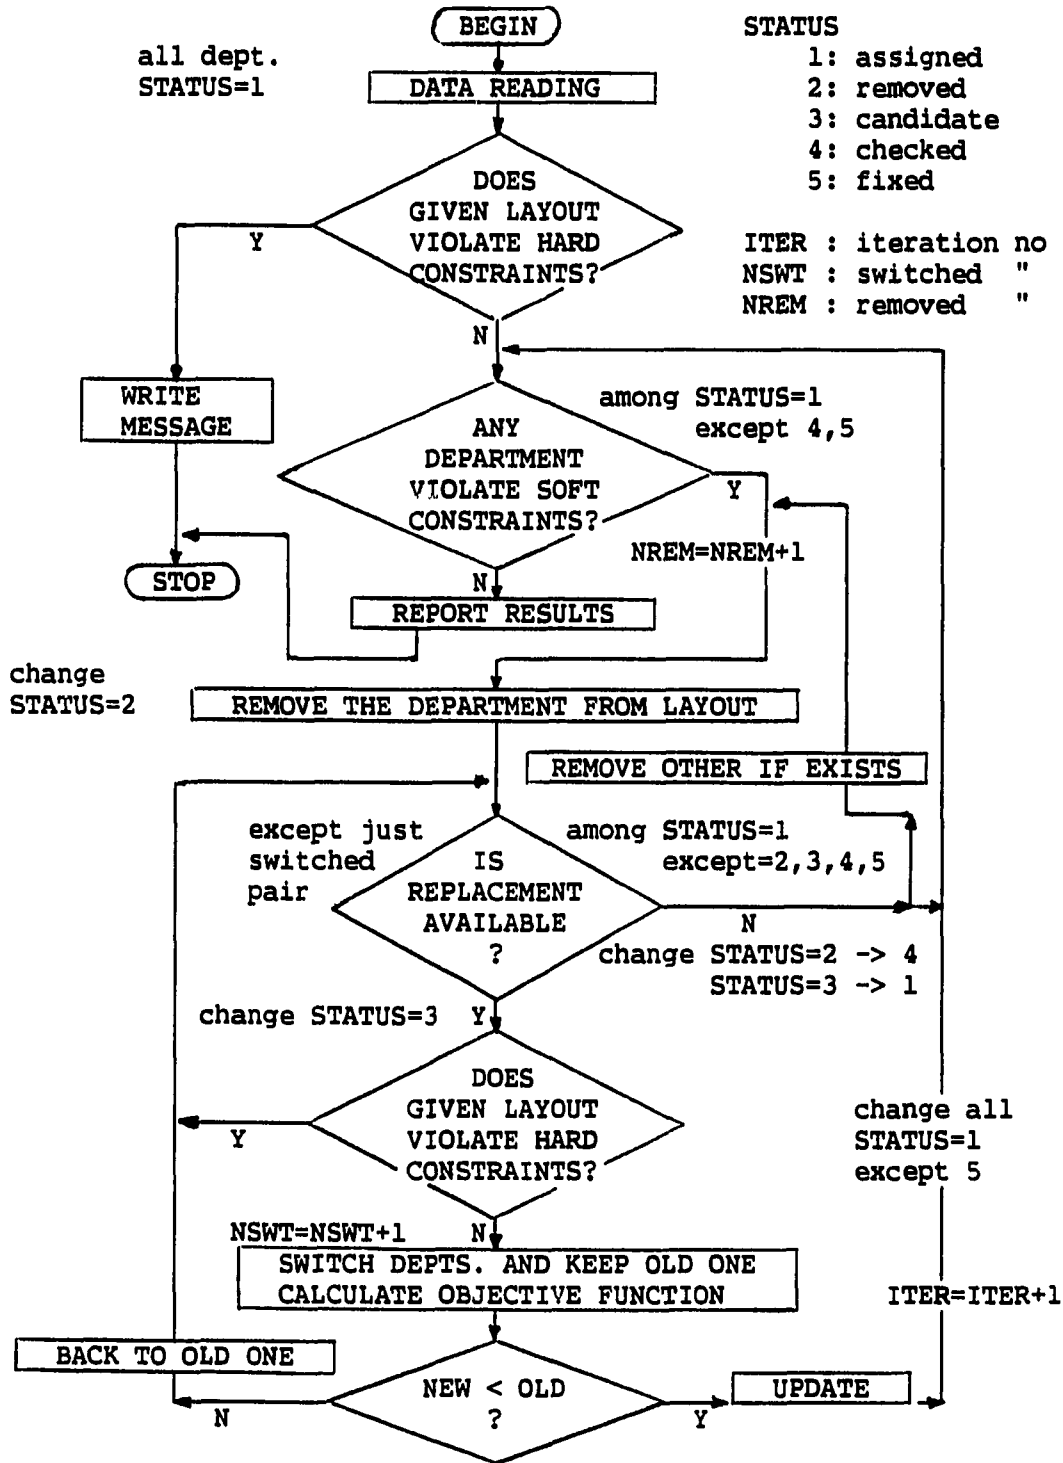 BEGIN
all dept.
STATUS=1
DATA READING
STATUS
1: assigned
2: removed
3: candidate
4: checked
5: fixed
ITER : iteration no
NSWT : switched "
NREM : removed "
DOES
GIVEN LAYOUT
VIOLATE HARD
CONSTRAINTS?
Y
N
WRITE
MESSAGE
among STATUS=1
except 4,5
ANY
DEPARTMENT
VIOLATE SOFT
CONSTRAINTS?
Y
NREM=NREM+1
STOP
N
REPORT RESULTS
change
STATUS=2
REMOVE THE DEPARTMENT FROM LAYOUT
REMOVE OTHER IF EXISTS
except just
switched
pair
among STATUS=1
except=2,3,4,5
IS
REPLACEMENT
AVAILABLE
?
N
change STATUS=2 -> 4
STATUS=3 -> 1
change STATUS=3
Y
DOES
GIVEN LAYOUT
VIOLATE HARD
CONSTRAINTS?
Y
change all
STATUS=1
except 5
NSWT=NSWT+1
N
SWITCH DEPTS. AND KEEP OLD ONE
CALCULATE OBJECTIVE FUNCTION
ITER=ITER+1
BACK TO OLD ONE
NEW < OLD
?
N
Y
UPDATE